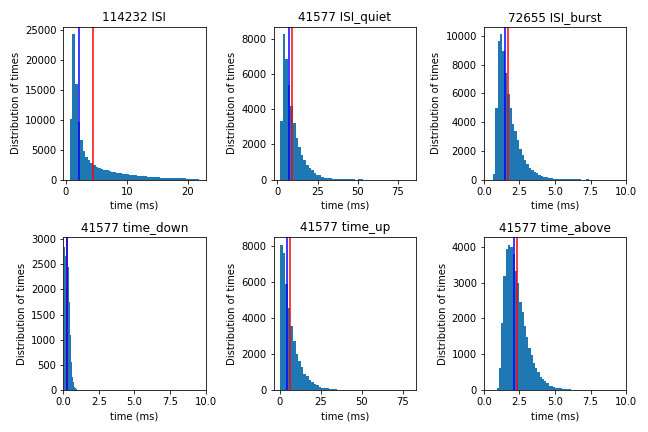 114232 ISI
Distribution of times
25000
20000
15000
10000
5000
0
0 10 20
time (ms)
41577 ISI_quiet
Distribution of times
8000
6000
4000
2000
0
0 25 50 75
time (ms)
72655 ISI_burst
Distribution of times
10000
8000
6000
4000
2000
0
0.0 2.5 5.0 7.5 10.0
time (ms)
41577 time_down
Distribution of times
3000
2500
2000
1500
1000
500
0
0.0 2.5 5.0 7.5 10.0
time (ms)
41577 time_up
Distribution of times
8000
6000
4000
2000
0
0 25 50 75
time (ms)
41577 time_above
Distribution of times
4000
3000
2000
1000
0
0.0 2.5 5.0 7.5 10.0
time (ms)